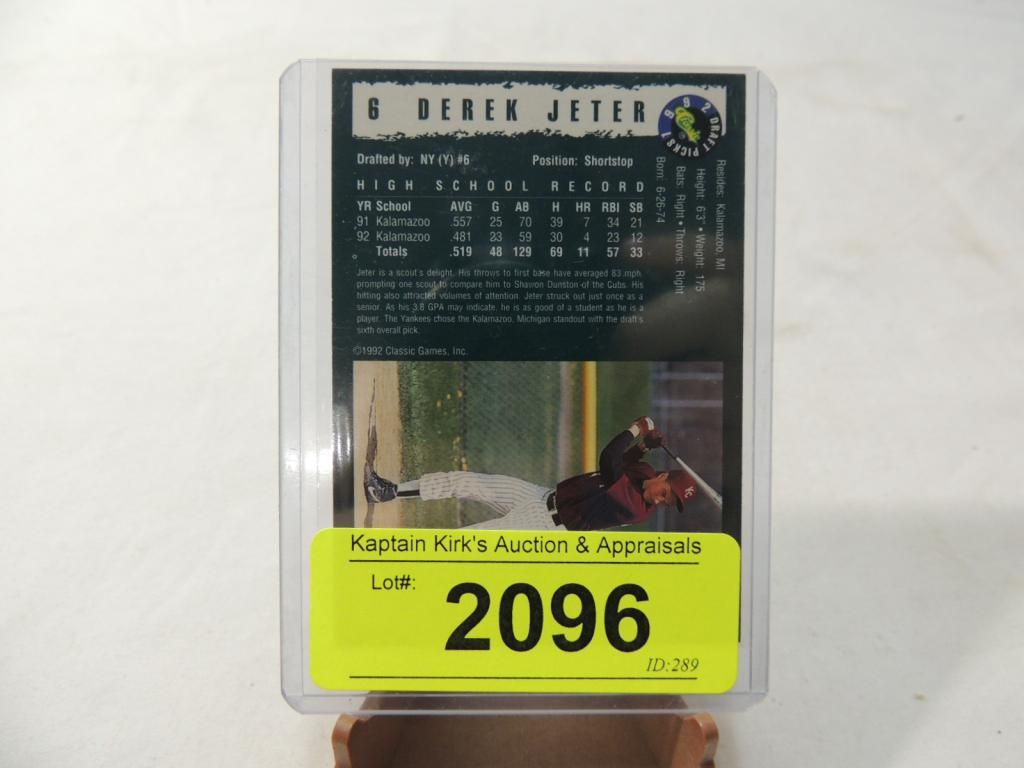 6 DEREK JETER
1992 DRAFT PICKS
Classic
Drafted by: NY (Y) #6 Position: Shortstop
HIGH SCHOOL RECORD
YR School AVG G AB H HR RBI SB
91 Kalamazoo .557 25 70 39 7 34 21
92 Kalamazoo .481 23 59 30 4 23 12
Totals .519 48 129 69 11 57 33
Jeter is a scout's delight. His throws to first base have averaged 83 mph
prompting one scout to compare him to Shawon Dunston of the Cubs. His
hitting also attracted volumes of attention. Jeter struck out just once as a
senior. As his 3.8 GPA may indicate, he is as good of a student as he is a
player. The Yankees chose the Kalamazoo, Michigan standout with the draft's
sixth overall pick.
©1992 Classic Games, Inc.
Resides: Kalamazoo, MI
Height: 6'3" • Weight: 175
Bats: Right • Throws: Right
Born: 6-26-74
KC
Kaptain Kirk's Auction & Appraisals
Lot#:
2096
ID:289